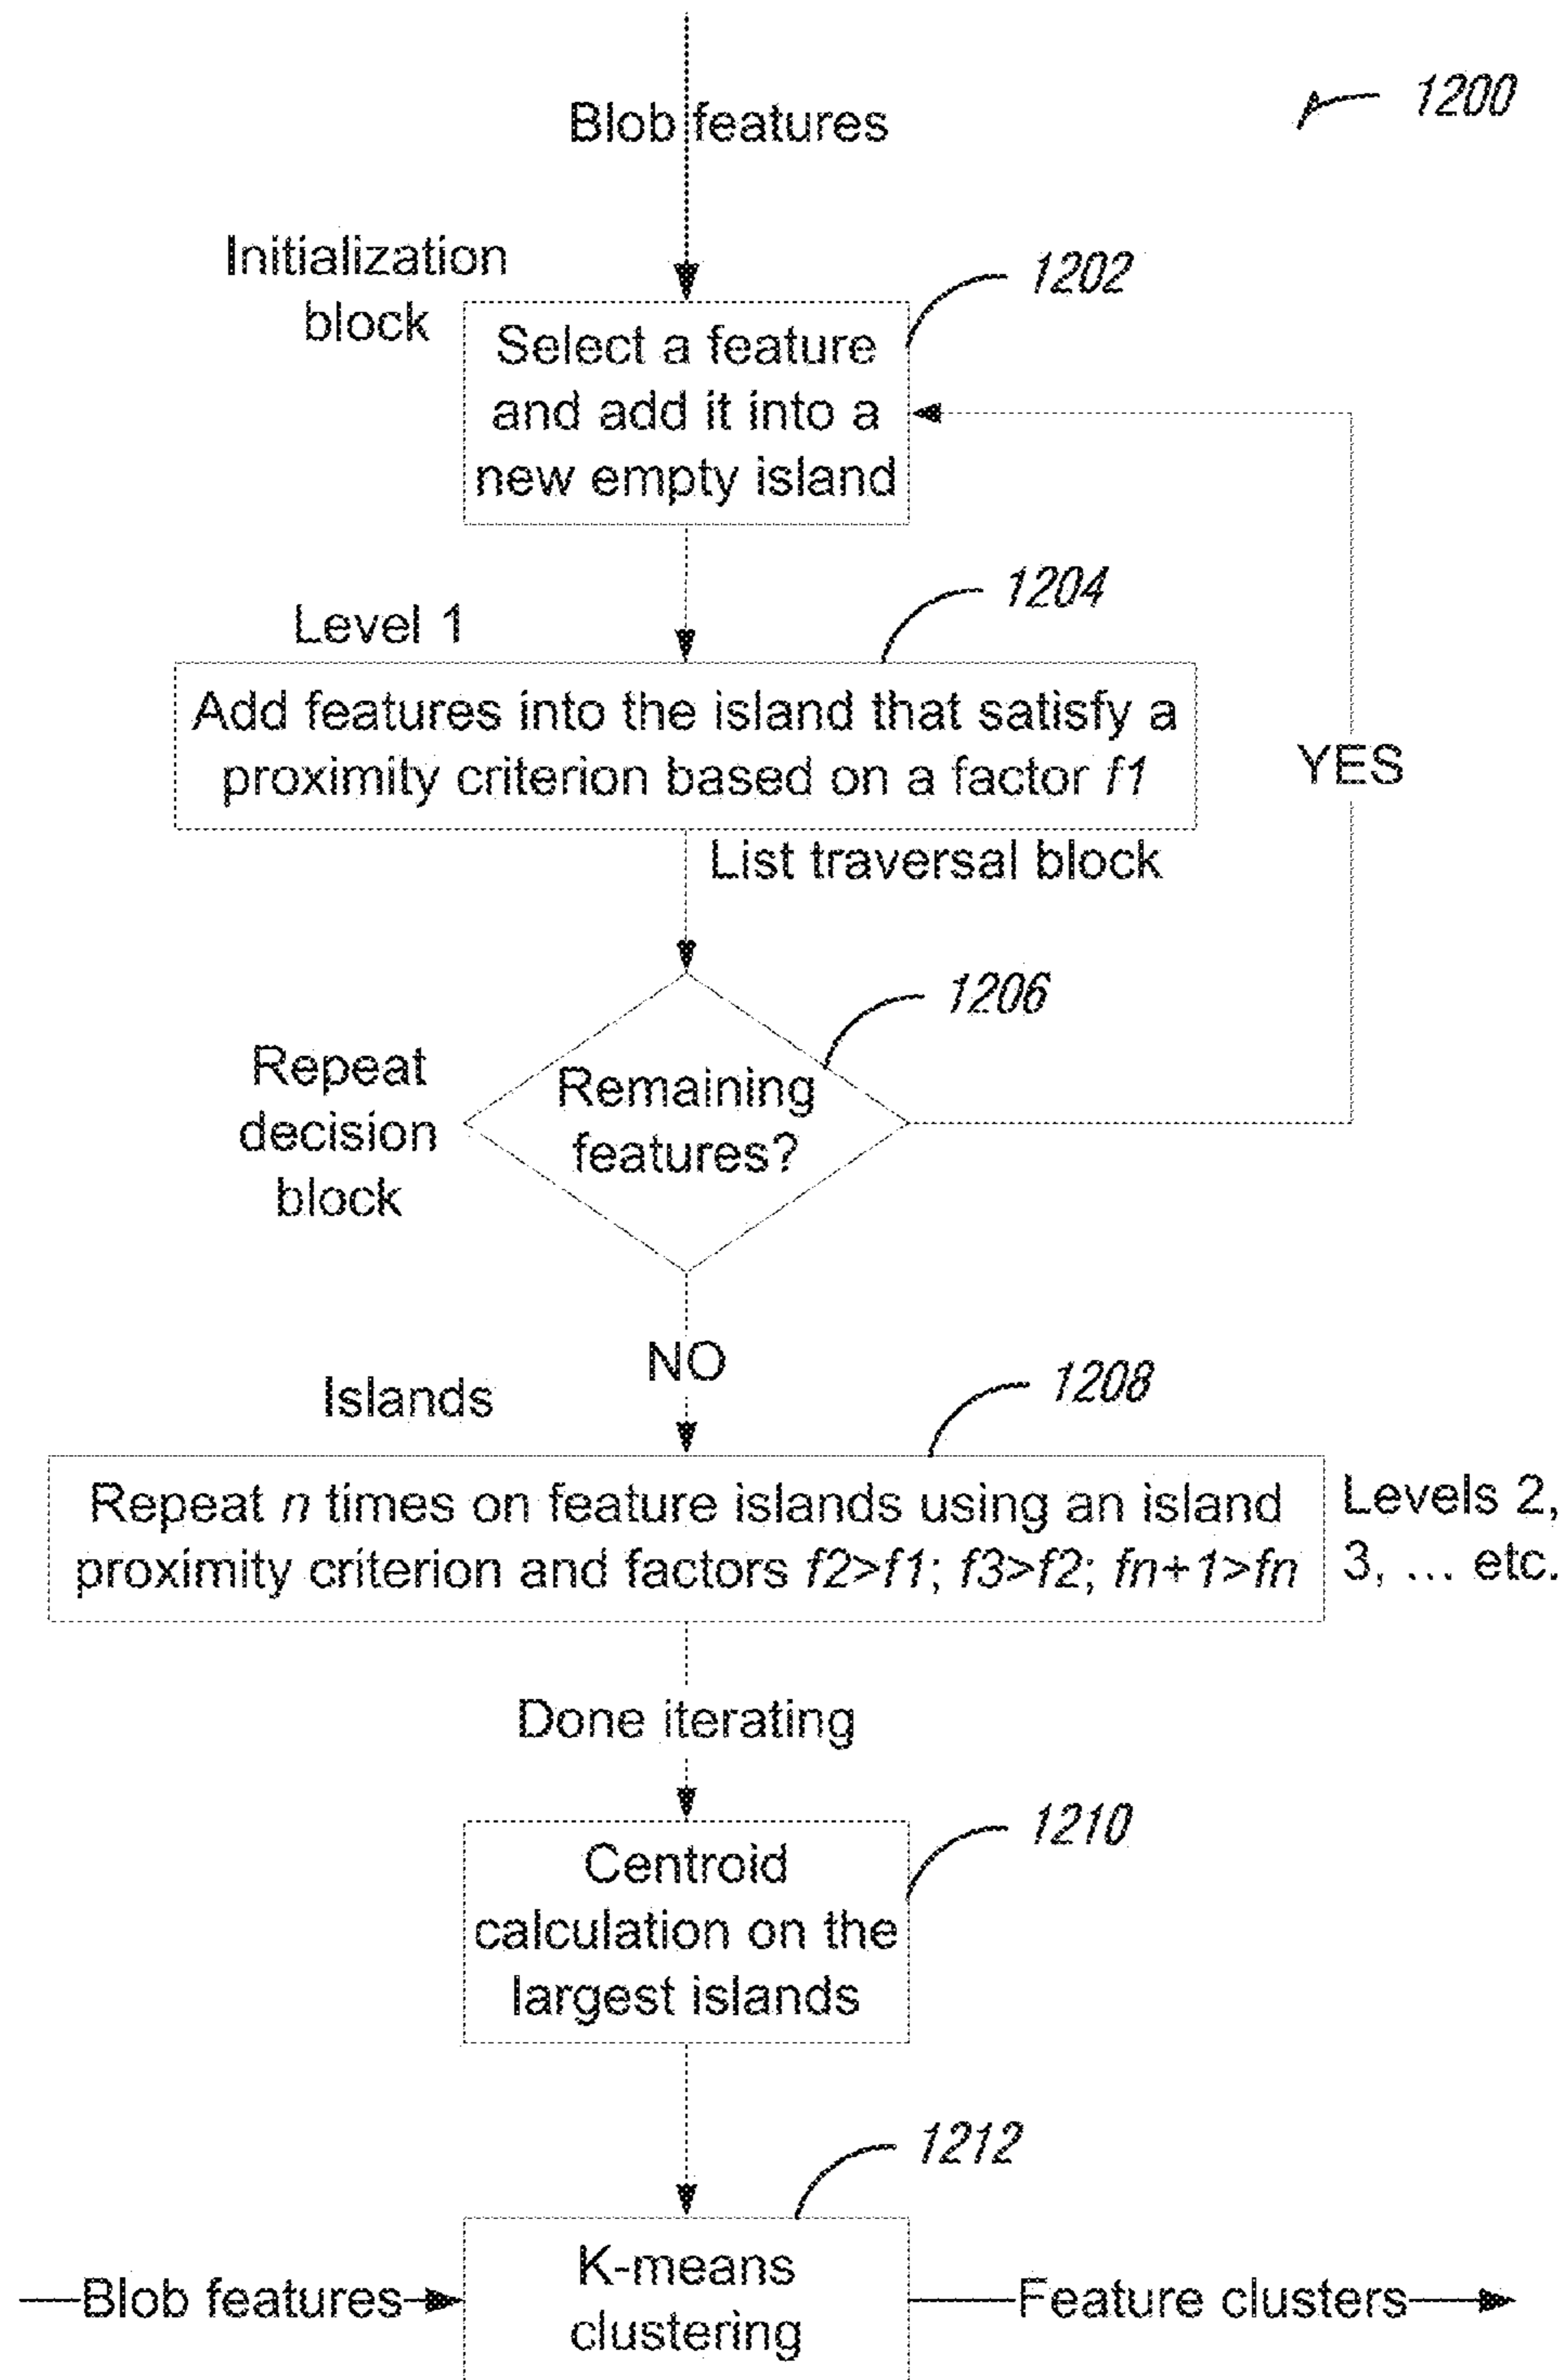 Blob features
1200
Initialization
block
1202
Select a feature
and add it into a
new empty island
1204
Level 1
Add features into the island that satisfy a
proximity criterion based on a factor f1
YES
List traversal block
1206
Repeat
decision
block
Remaining
features?
NO
Islands
1208
Repeat n times on feature islands using an island
proximity criterion and factors f2>f1; f3>f2; fn+1>fn
Levels 2,
3, ... etc.
Done iterating
1210
Centroid
calculation on the
largest islands
1212
Blob features
K-means
clustering
Feature clusters